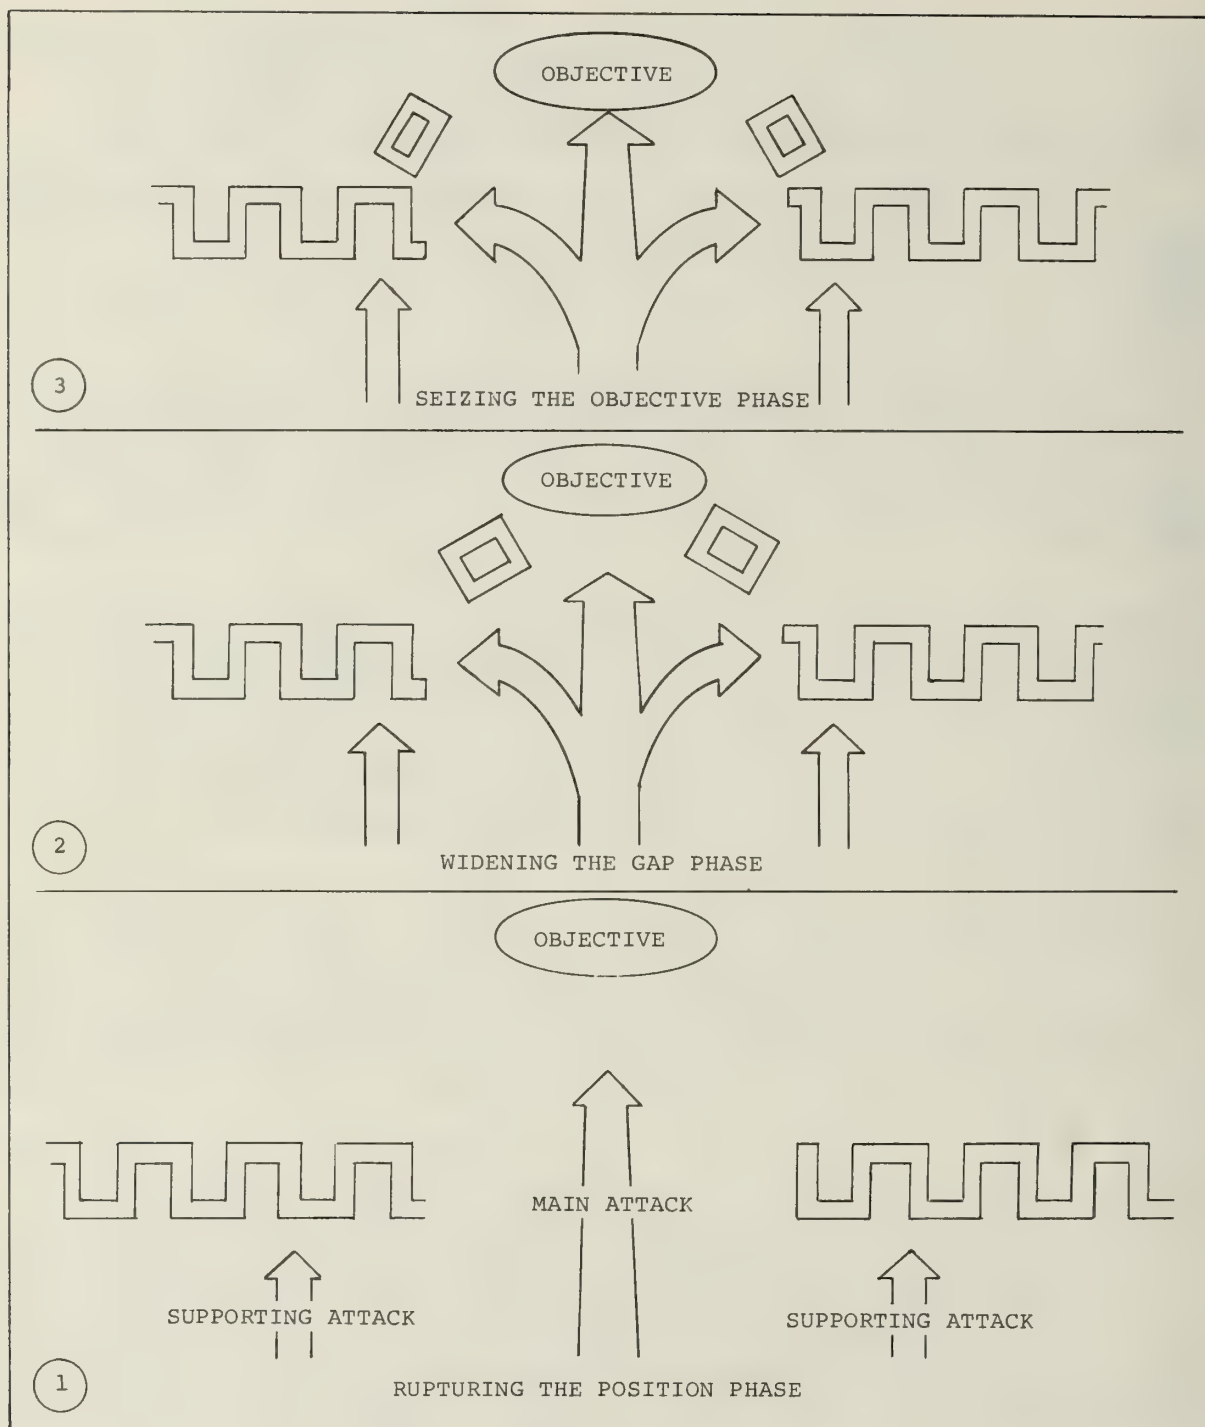 OBJECTIVE
3
SEIZING THE OBJECTIVE PHASE
OBJECTIVE
2
WIDENING THE GAP PHASE
OBJECTIVE
MAIN ATTACK
SUPPORTING ATTACK
SUPPORTING ATTACK
1
RUPTURING THE POSITION PHASE